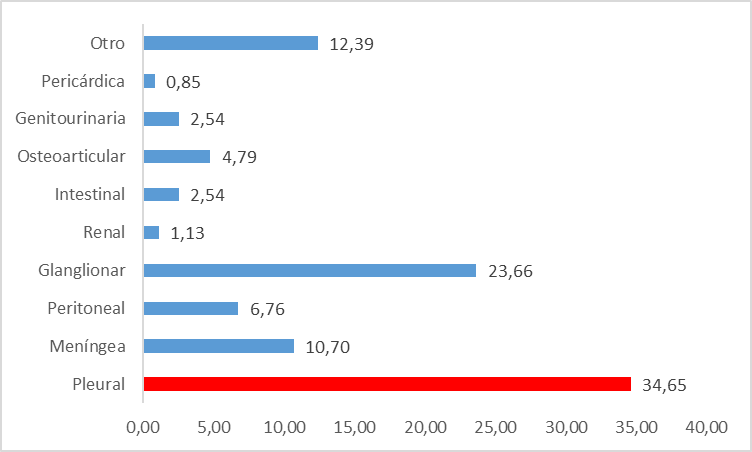 Otro 12,39
Pericárdica 0,85
Genitourinaria 2,54
Osteoarticular 4,79
Intestinal 2,54
Renal 1,13
Glanglionar 23,66
Peritoneal 6,76
Meníngea 10,70
Pleural 34,65
0,00 5,00 10,00 15,00 20,00 25,00 30,00 35,00 40,00